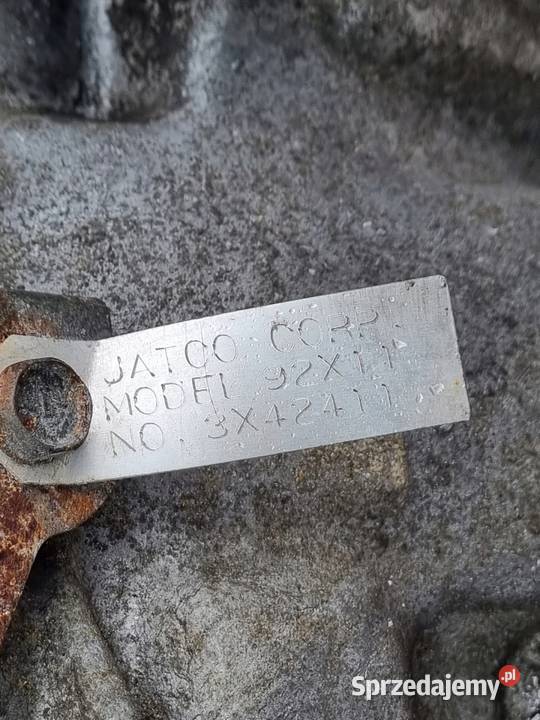 JATCO CORP.
MODEL 92X11
NO. 3X42411
Sprzedajemy.pl